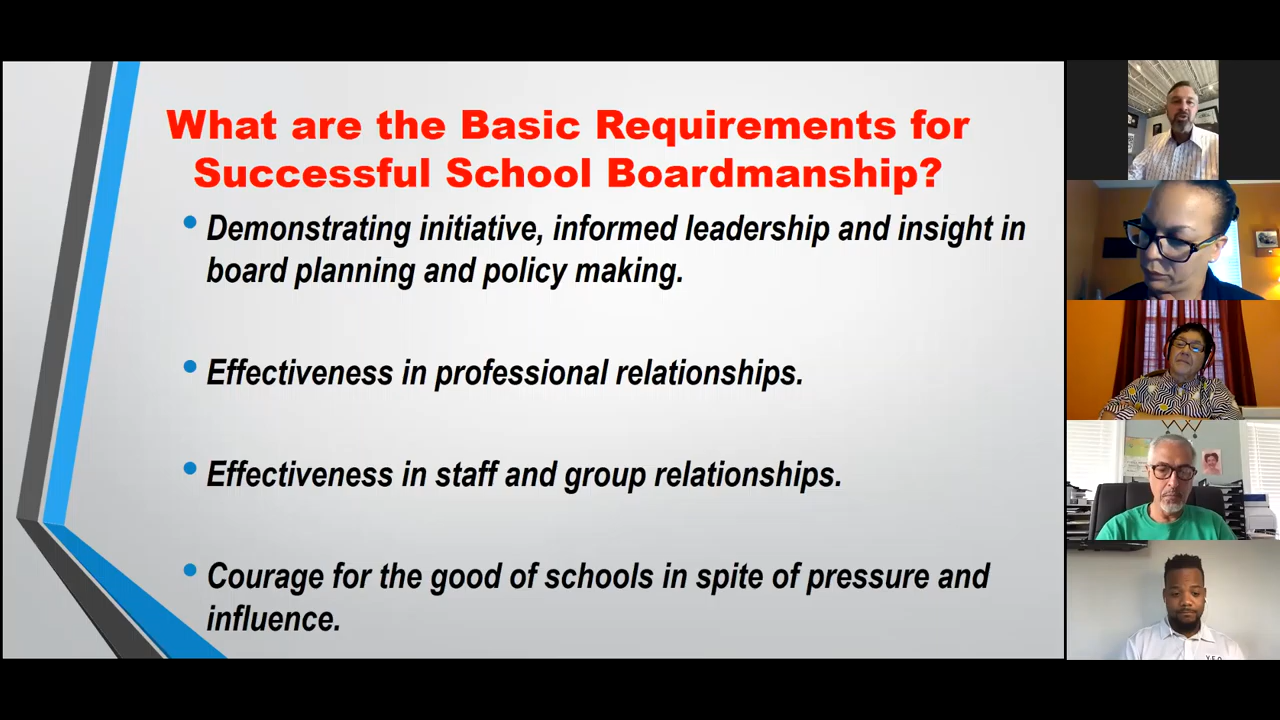 What are the Basic Requirements for
Successful School Boardmanship?
• Demonstrating initiative, informed leadership and insight in
board planning and policy making.
• Effectiveness in professional relationships.
• Effectiveness in staff and group relationships.
• Courage for the good of schools in spite of pressure and
influence.